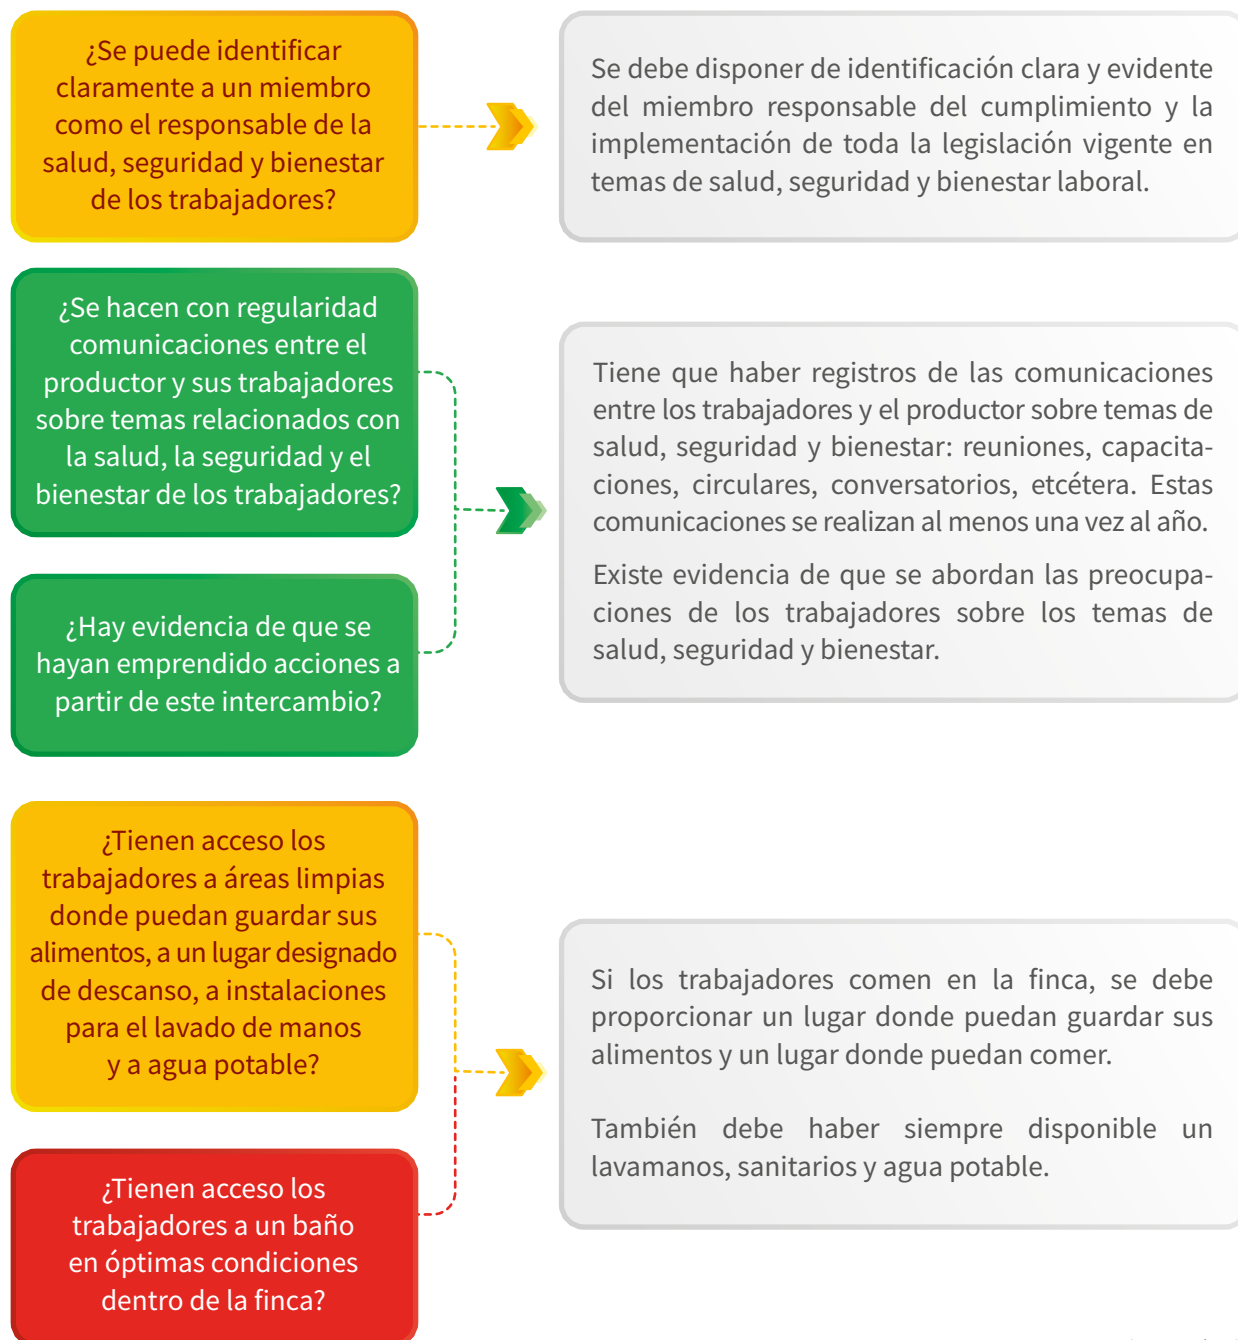 ¿Se puede identificar
claramente a un miembro
como el responsable de la
salud, seguridad y bienestar
de los trabajadores?
Se debe disponer de identificación clara y evidente
del miembro responsable del cumplimiento y la
implementación de toda la legislación vigente en
temas de salud, seguridad y bienestar laboral.
¿Se hacen con regularidad
comunicaciones entre el
productor y sus trabajadores
sobre temas relacionados con
la salud, la seguridad y el
bienestar de los trabajadores?
¿Hay evidencia de que se
hayan emprendido acciones a
partir de este intercambio?
Tiene que haber registros de las comunicaciones
entre los trabajadores y el productor sobre temas de
salud, seguridad y bienestar: reuniones, capacita-
ciones, circulares, conversatorios, etcétera. Estas
comunicaciones se realizan al menos una vez al año.
Existe evidencia de que se abordan las preocupa-
ciones de los trabajadores sobre los temas de
salud, seguridad y bienestar.
¿Tienen acceso los
trabajadores a áreas limpias
donde puedan guardar sus
alimentos, a un lugar designado
de descanso, a instalaciones
para el lavado de manos
y a agua potable?
¿Tienen acceso los
trabajadores a un baño
en óptimas condiciones
dentro de la finca?
Si los trabajadores comen en la finca, se debe
proporcionar un lugar donde puedan guardar sus
alimentos y un lugar donde puedan comer.
También debe haber siempre disponible un
lavamanos, sanitarios y agua potable.